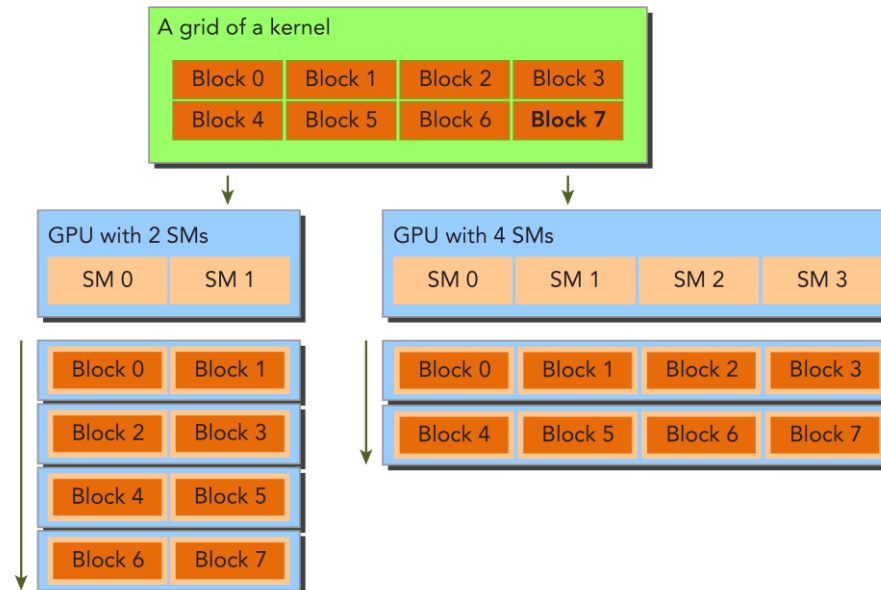 A grid of a kernel
Block 0 Block 1 Block 2 Block 3
Block 4 Block 5 Block 6 Block 7
GPU with 2 SMs
SM 0 SM 1
Block 0 Block 1
Block 2 Block 3
Block 4 Block 5
Block 6 Block 7
GPU with 4 SMs
SM 0 SM 1 SM 2 SM 3
Block 0 Block 1 Block 2 Block 3
Block 4 Block 5 Block 6 Block 7